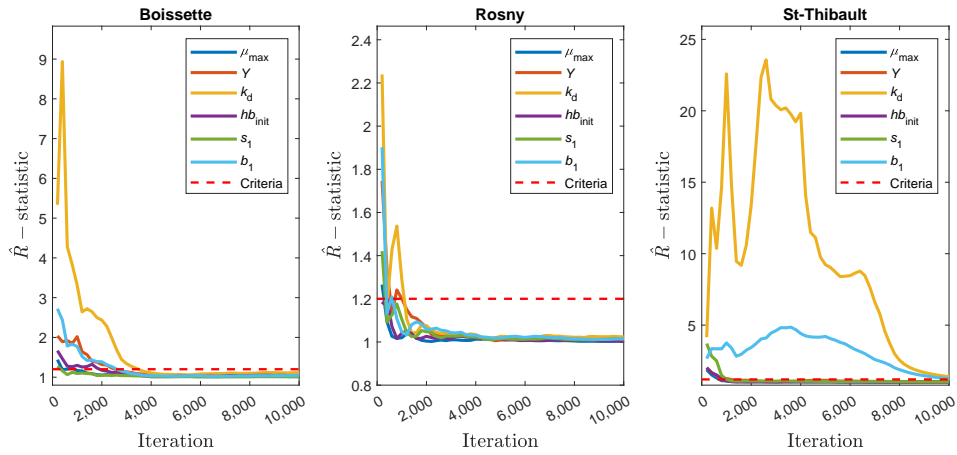 Boissette
9
8
7
6
5
4
3
2
1
R̂ − statistic
0
2,000
4,000
6,000
8,000
10,000
Iteration
μmax
Y
kd
hbinit
s1
b1
Criteria
Rosny
2.4
2.2
2
1.8
1.6
1.4
1.2
1.0
0.8
R̂ − statistic
0
2,000
4,000
6,000
8,000
10,000
Iteration
μmax
Y
kd
hbinit
s1
b1
Criteria
St-Thibault
25
20
15
10
5
R̂ − statistic
0
2,000
4,000
6,000
8,000
10,000
Iteration
μmax
Y
kd
hbinit
s1
b1
Criteria